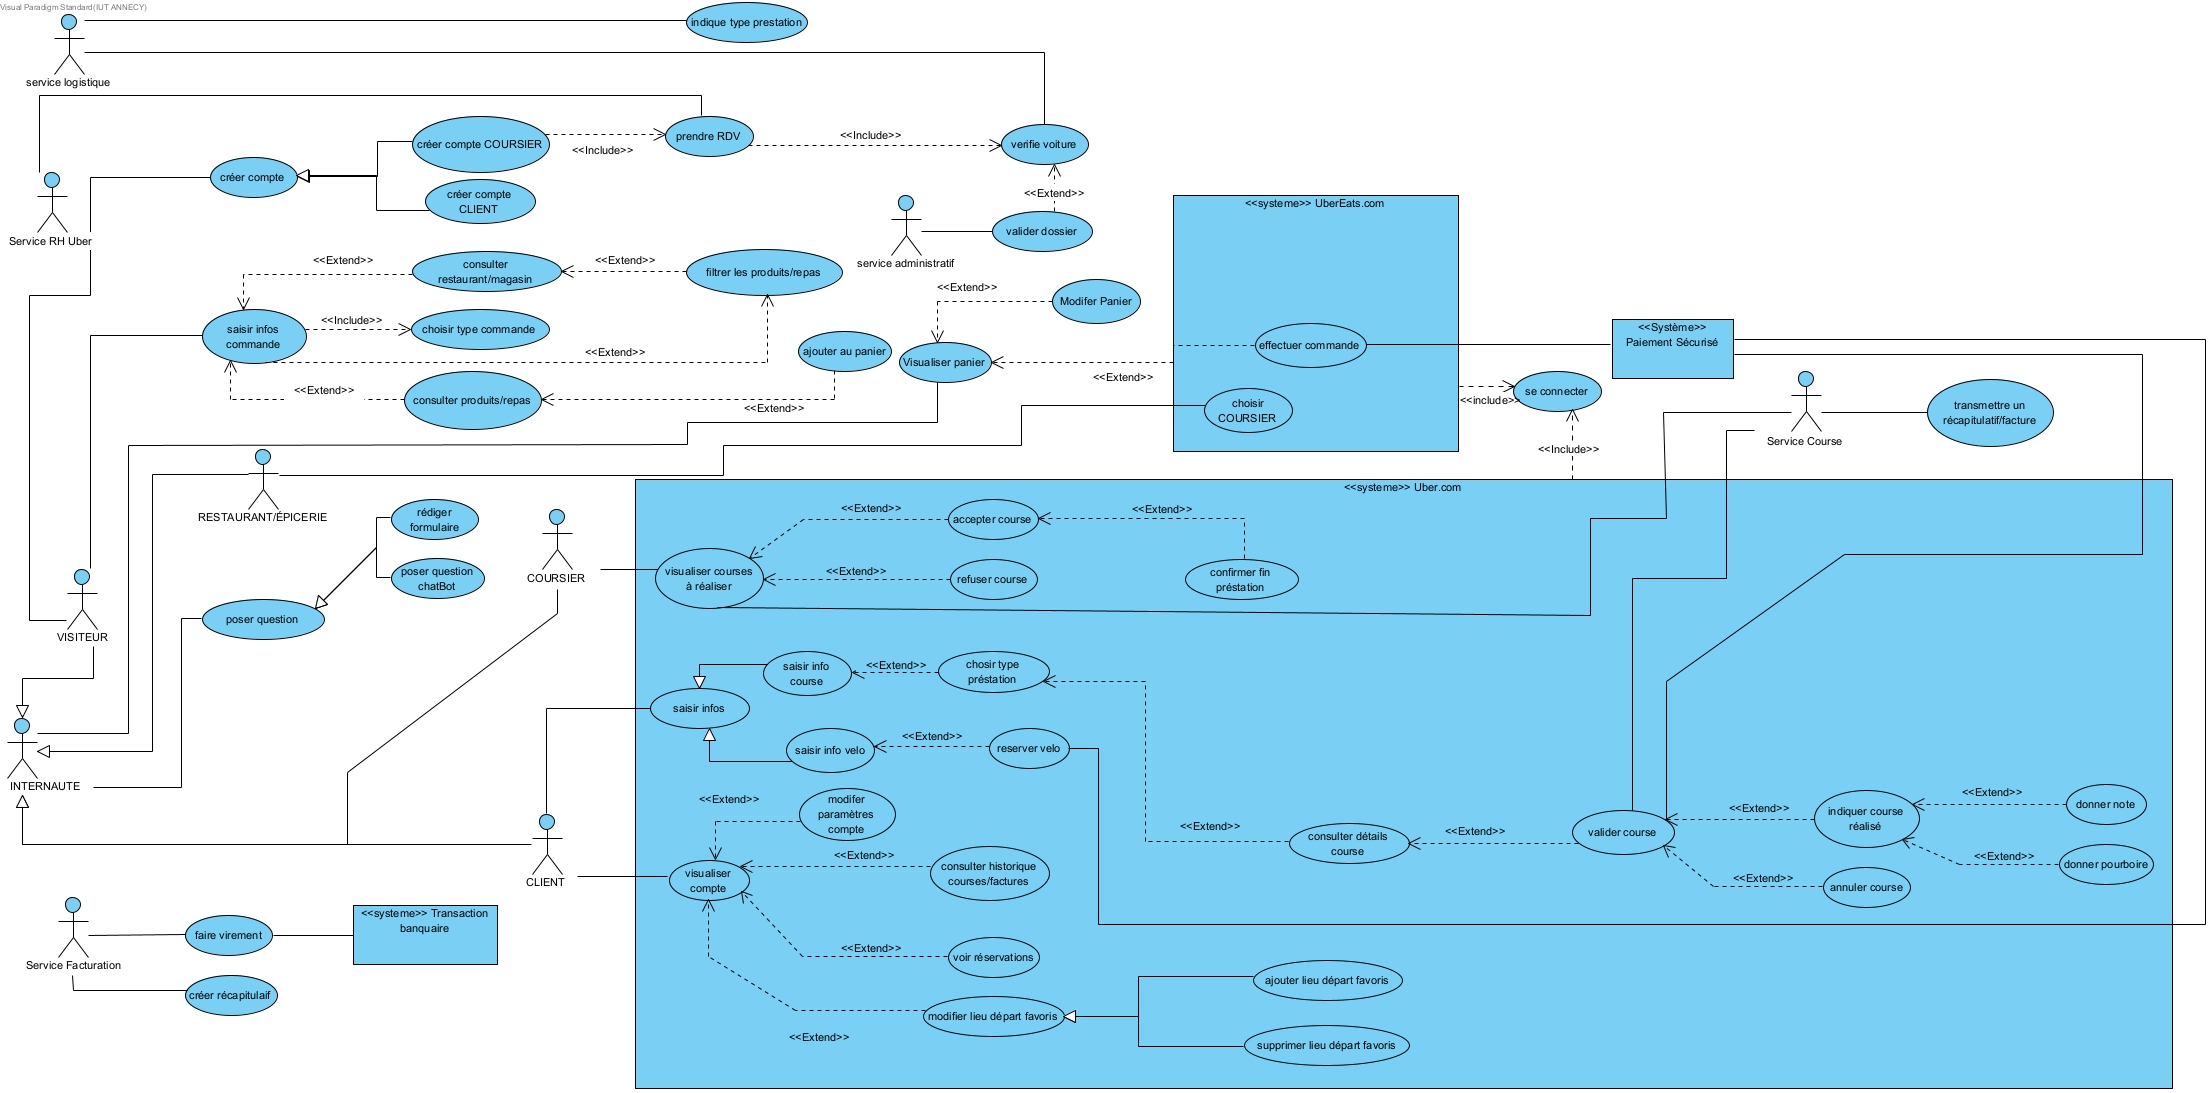 Visual Paradigm Standard(IUT ANNECY)
indique type prestation
service logistique
créer compte COURSIER
<<Include>>
prendre RDV
<<Include>>
verifie voiture
créer compte
créer compte
CLIENT
<<Extend>>
Service RH Uber
service administratif
valider dossier
<<systeme>> UberEats.com
<<Extend>>
consulter
restaurant/magasin
<<Extend>>
filtrer les produits/repas
<<Extend>>
Modifer Panier
saisir infos
commande
<<Include>>
choisir type commande
<<Extend>>
ajouter au panier
Visualiser panier
<<Extend>>
effectuer commande
<<Système>>
Paiement Sécurisé
<<Extend>>
consulter produits/repas
<<Extend>>
choisir
COURSIER
<<include>>
se connecter
<<Include>>
Service Course
transmettre un
récapitulatif/facture
RESTAURANT/ÉPICERIE
<<systeme>> Uber.com
rédiger
formulaire
poser question
chatBot
poser question
COURSIER
VISITEUR
INTERNAUTE
visualiser courses
à réaliser
<<Extend>>
accepter course
<<Extend>>
<<Extend>>
refuser course
confirmer fin
préstation
saisir info
course
<<Extend>>
chosir type
préstation
saisir infos
saisir info velo
<<Extend>>
reserver velo
<<Extend>>
modifer
paramètres
compte
<<Extend>>
consulter détails
course
<<Extend>>
valider course
<<Extend>>
indiquer course
réalisé
<<Extend>>
donner note
<<Extend>>
donner pourboire
<<Extend>>
annuler course
CLIENT
visualiser
compte
<<Extend>>
consulter historique
courses/factures
<<Extend>>
voir réservations
<<Extend>>
modifier lieu départ favoris
ajouter lieu départ favoris
supprimer lieu départ favoris
Service Facturation
faire virement
<<systeme>> Transaction
banquaire
créer récapitulaif